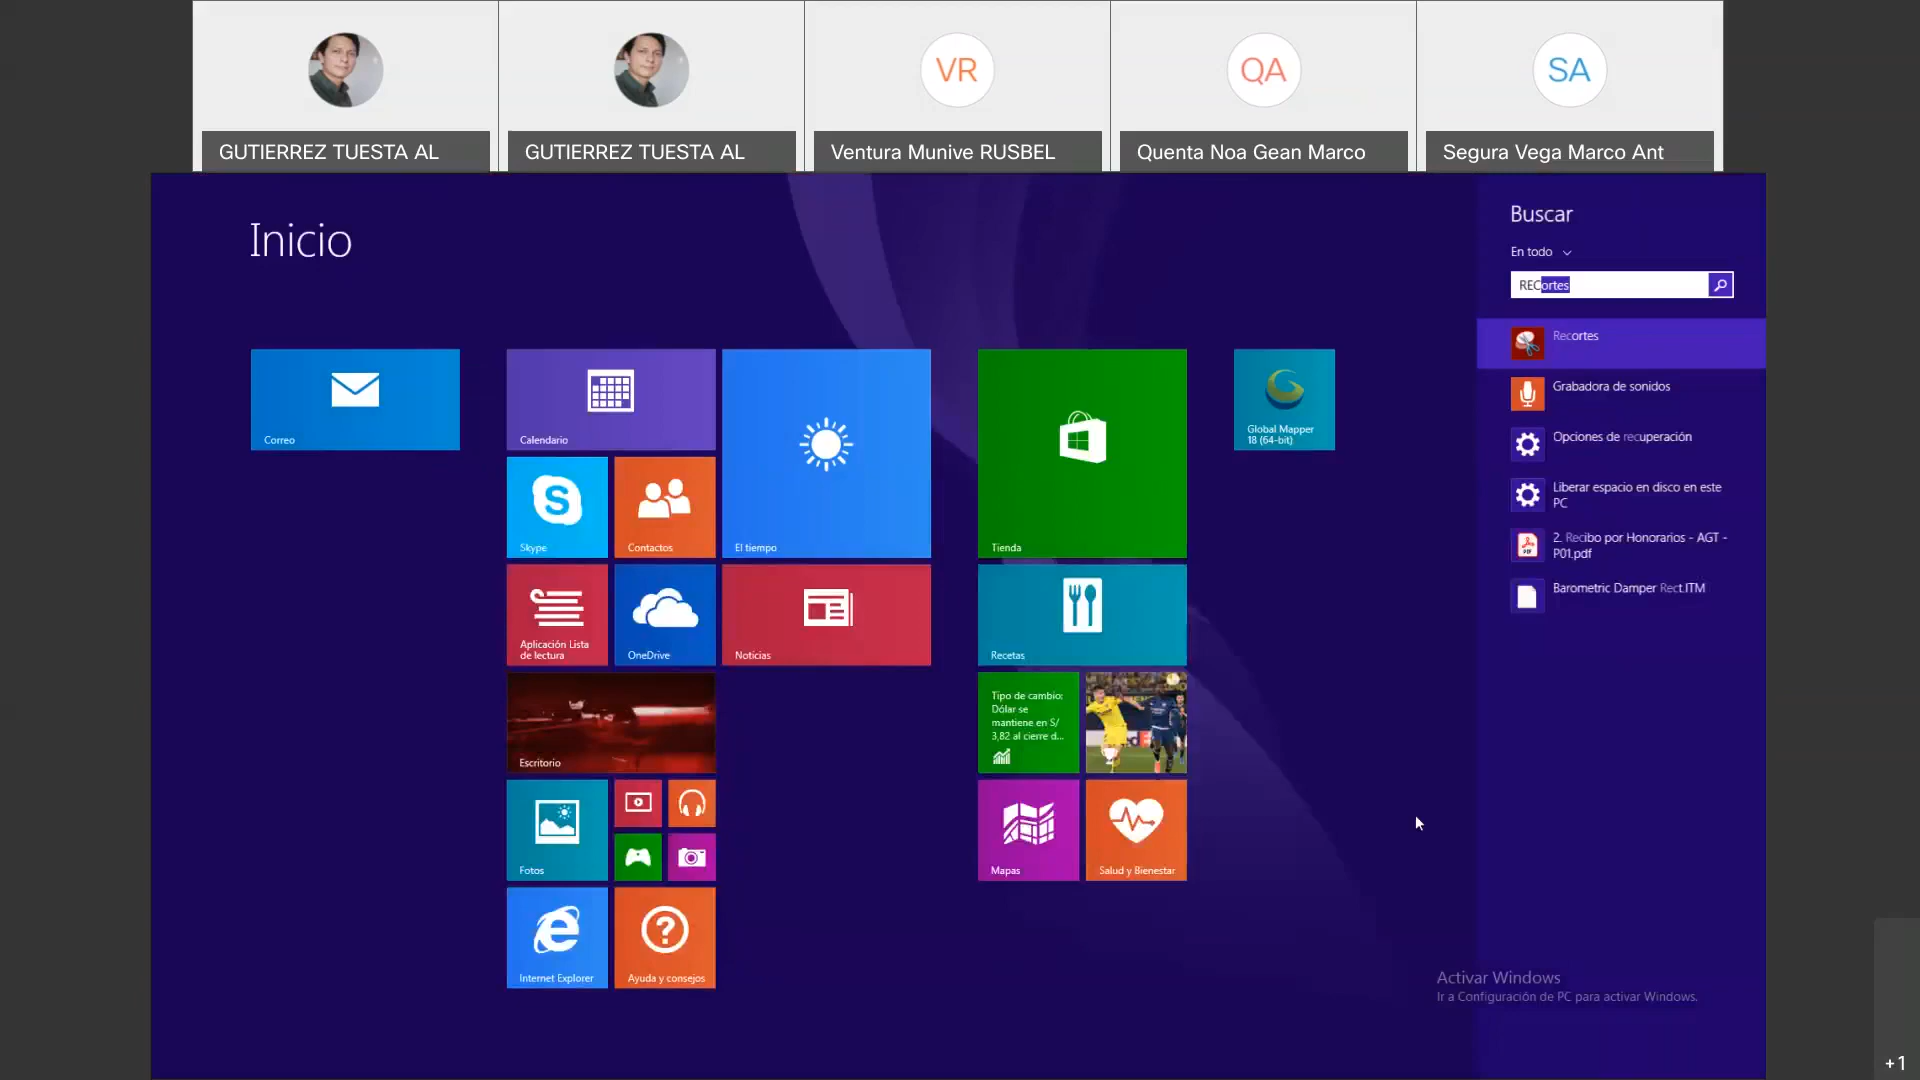 VR
QA
SA
GUTIERREZ TUESTA AL
GUTIERREZ TUESTA AL
Ventura Munive RUSBEL
Quenta Noa Gean Marco
Segura Vega Marco Ant
Inicio
Correo
Calendario
Skype
Contactos
El tiempo
Aplicación Lista
de lectura
OneDrive
Noticias
Escritorio
Fotos
Internet Explorer
Ayuda y consejos
Tienda
Recetas
Tipo de cambio:
Dólar se
mantiene en S/
3,82 al cierre d...
Mapas
Salud y Bienestar
Global Mapper
18 (64-bit)
Buscar
En todo
RECortes
Recortes
Grabadora de sonidos
Opciones de recuperación
Liberar espacio en disco en este
PC
2. Recibo por Honorarios - AGT -
P01.pdf
Barometric Damper Rect.ITM
Activar Windows
Ir a Configuración de PC para activar Windows.
+1